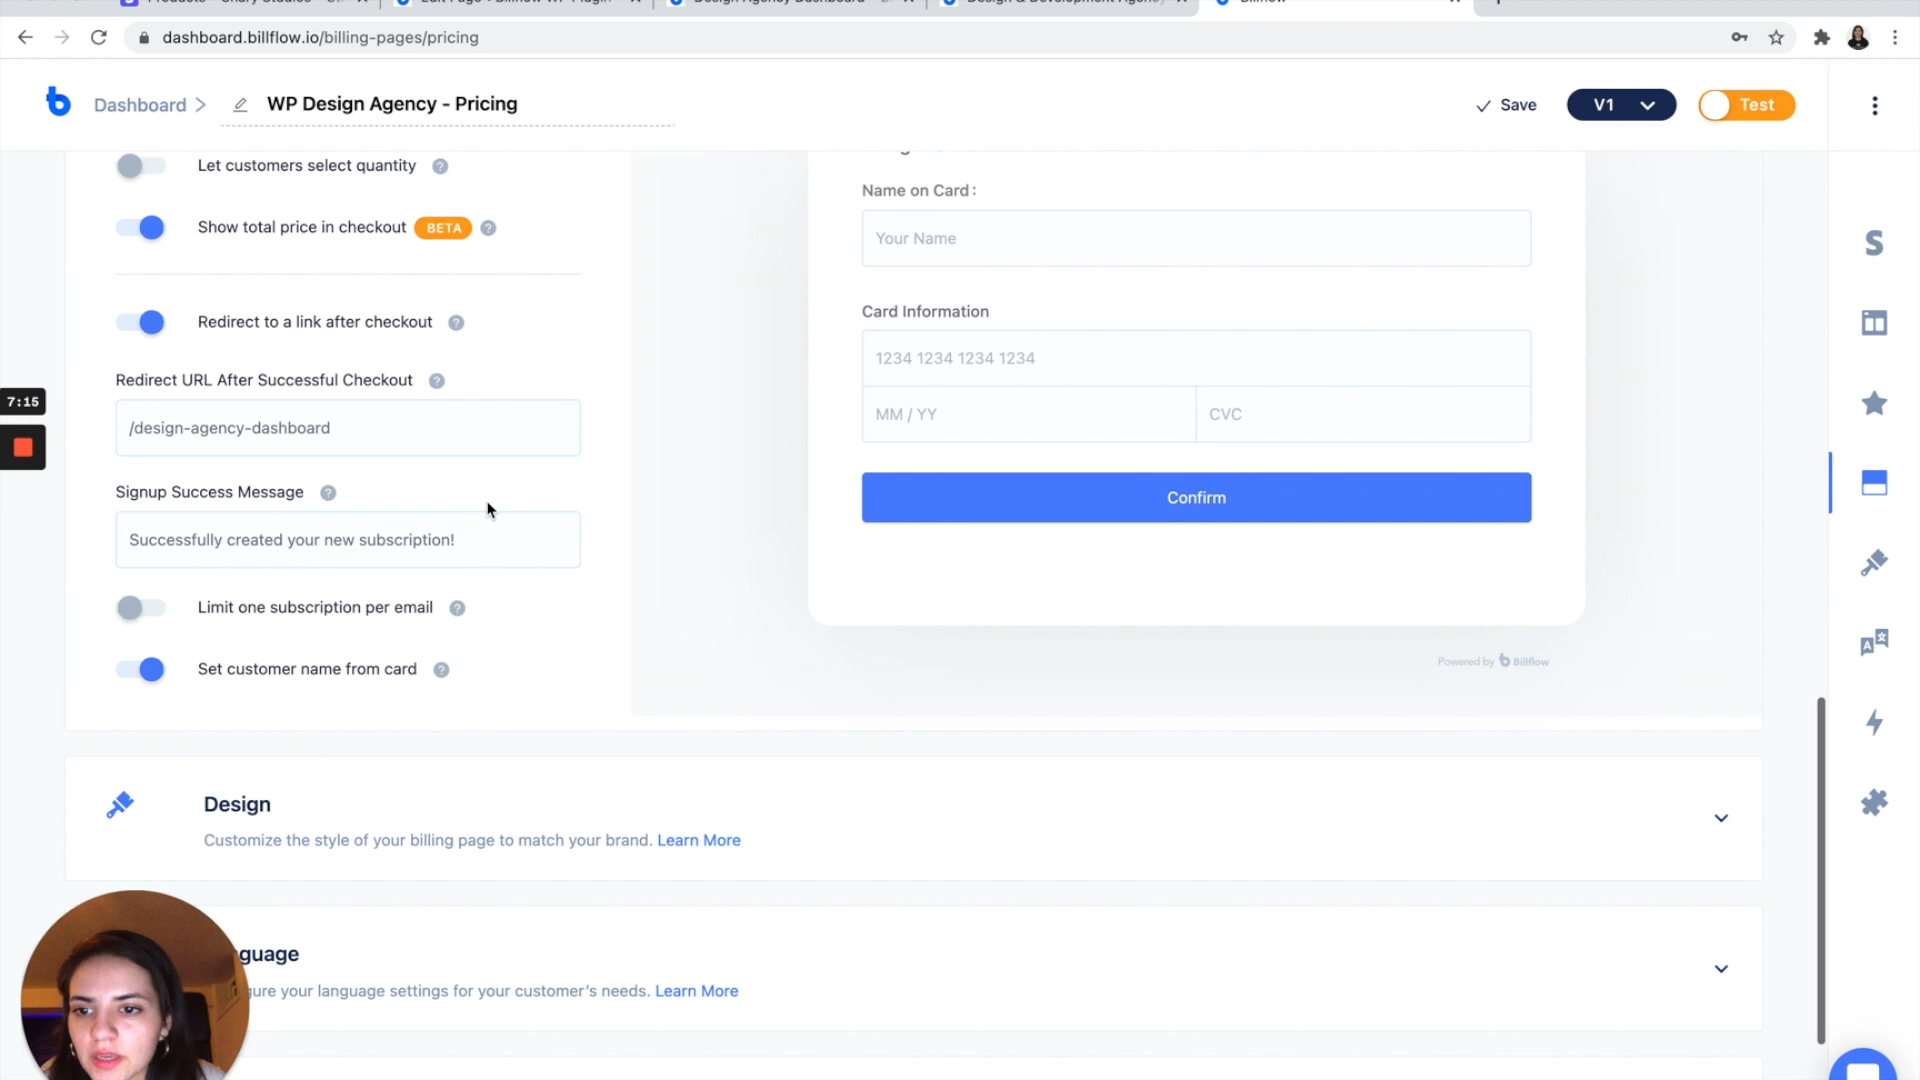 dashboard.billflow.io/billing-pages/pricing
Dashboard > WP Design Agency - Pricing
Save
V1
Test
Let customers select quantity ?
Show total price in checkout BETA ?
Redirect to a link after checkout ?
Redirect URL After Successful Checkout ?
/design-agency-dashboard
Signup Success Message ?
Successfully created your new subscription!
Limit one subscription per email ?
Set customer name from card ?
Name on Card :
Your Name
Card Information
1234 1234 1234 1234
MM / YY
CVC
Confirm
Powered by Billflow
7:15
Design
Customize the style of your billing page to match your brand. Learn More
guage
gure your language settings for your customer's needs. Learn More
S